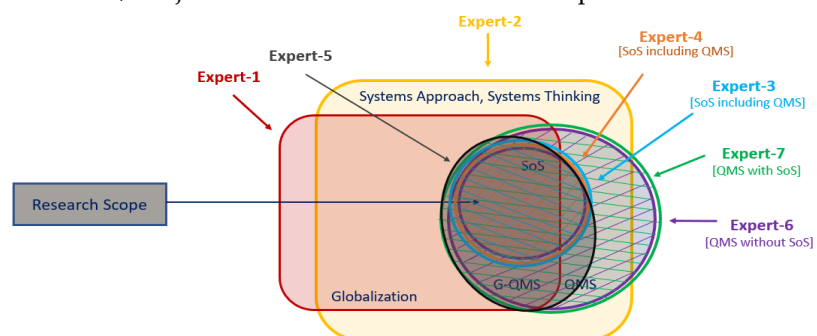 Expert-2
Expert-4
[SoS including QMS]
Expert-5
Expert-1
Expert-3
[SoS including QMS]
Systems Approach, Systems Thinking
Expert-7
[QMS with SoS]
SoS
Research Scope
Expert-6
[QMS without SoS]
G-QMS
QMS
Globalization